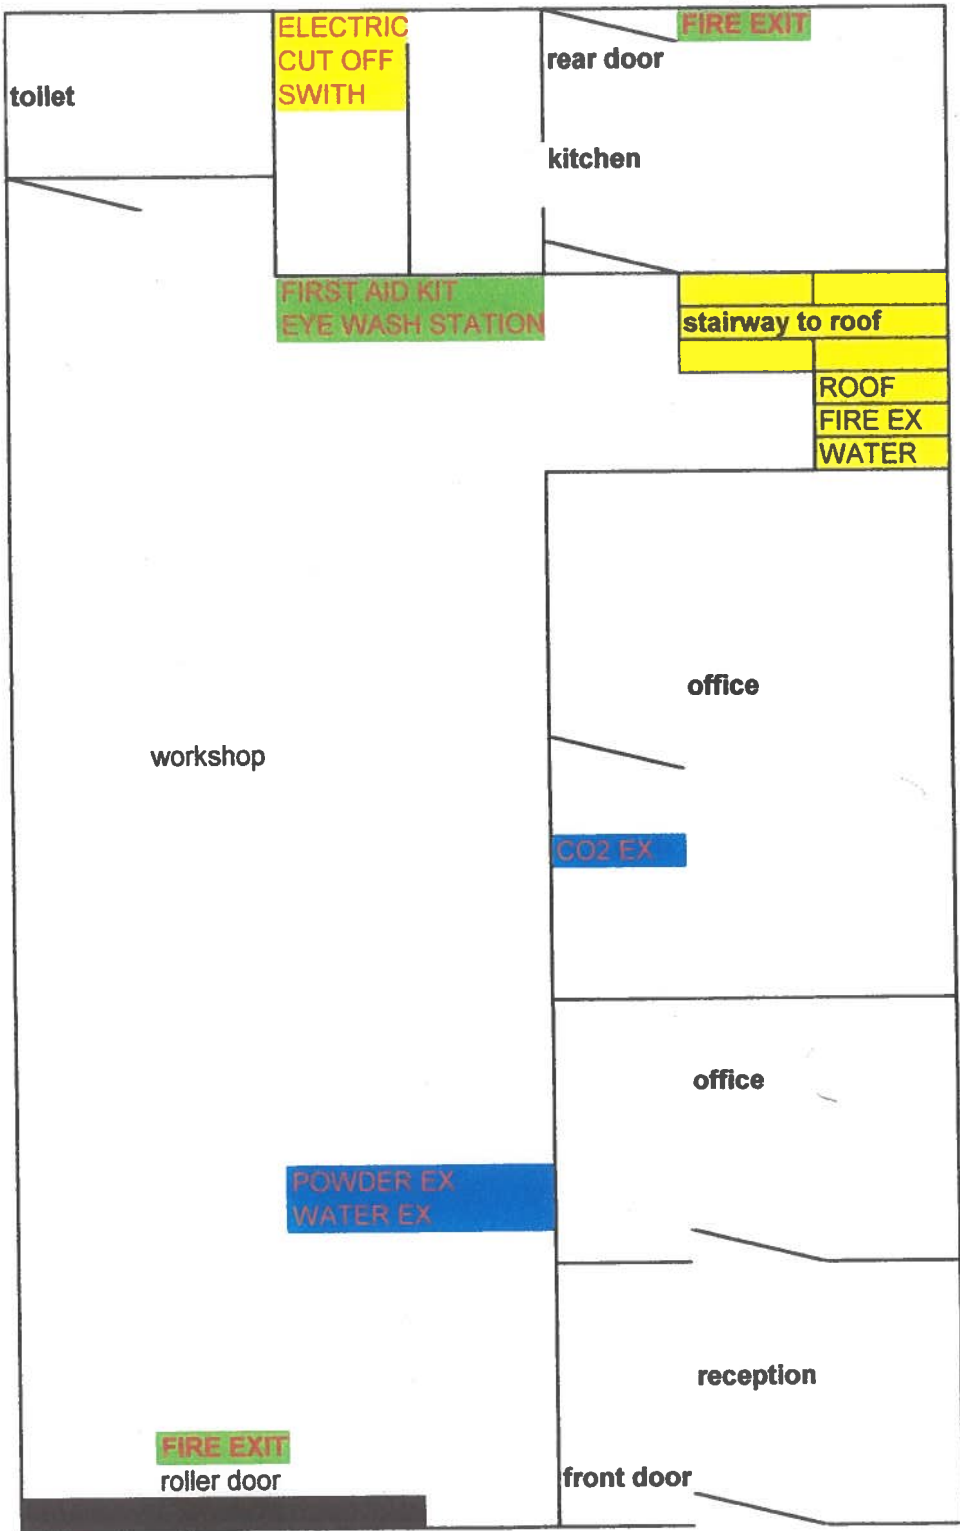 ELECTRIC
CUT OFF
SWITH
FIRE EXIT
rear door
toilet
kitchen
FIRST AID KIT
EYE WASH STATION
stairway to roof
ROOF
FIRE EX
WATER
office
workshop
CO2 EX
office
POWDER EX
WATER EX
reception
FIRE EXIT
roller door
front door